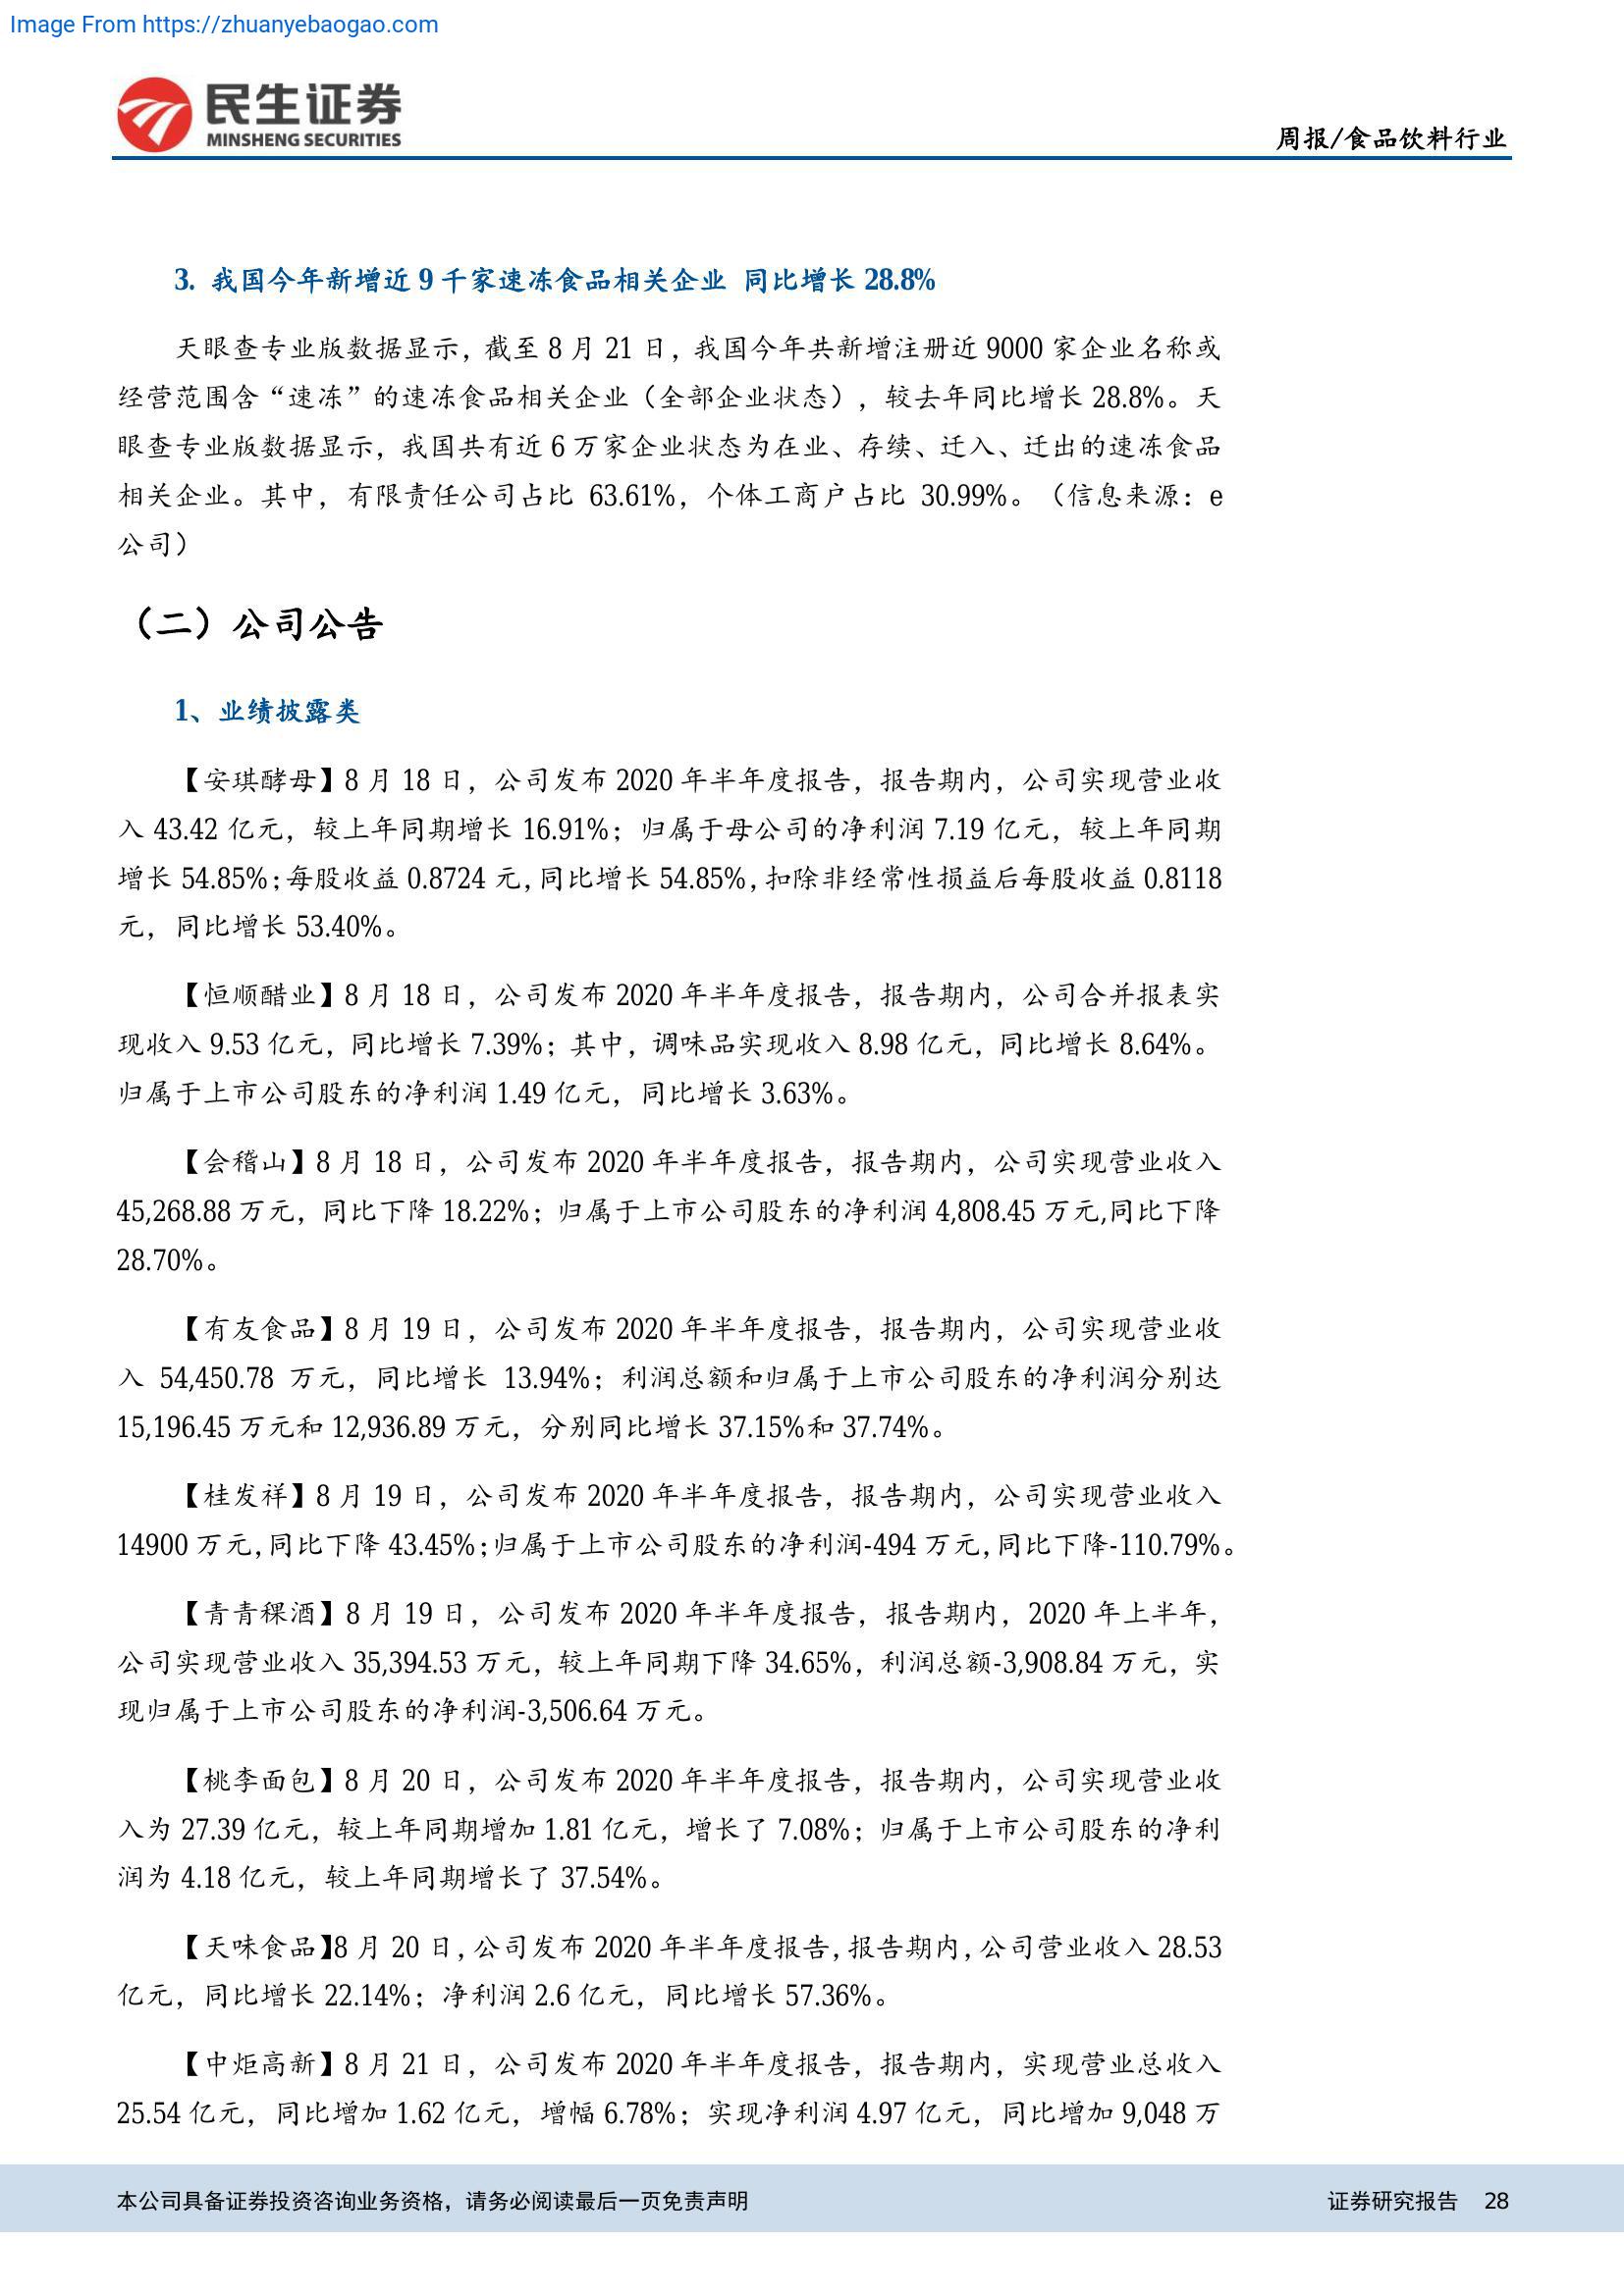 Image From https://zhuanyebaogao.com
民生证券
MINSHENG SECURITIES
周报/食品饮料行业
3. 我国今年新增近 9 千家速冻食品相关企业 同比增长 28.8%
天眼查专业版数据显示，截至 8 月 21 日，我国今年共新增注册近 9000 家企业名称或
经营范围含“速冻”的速冻食品相关企业（全部企业状态），较去年同比增长 28.8%。天
眼查专业版数据显示，我国共有近 6 万家企业状态为在业、存续、迁入、迁出的速冻食品
相关企业。其中，有限责任公司占比 63.61%，个体工商户占比 30.99%。（信息来源：e
公司）
（二）公司公告
1、业绩披露类
【安琪酵母】8 月 18 日，公司发布 2020 年半年度报告，报告期内，公司实现营业收
入 43.42 亿元，较上年同期增长 16.91%；归属于母公司的净利润 7.19 亿元，较上年同期
增长 54.85%；每股收益 0.8724 元，同比增长 54.85%，扣除非经常性损益后每股收益 0.8118
元，同比增长 53.40%。
【恒顺醋业】8 月 18 日，公司发布 2020 年半年度报告，报告期内，公司合并报表实
现收入 9.53 亿元，同比增长 7.39%；其中，调味品实现收入 8.98 亿元，同比增长 8.64%。
归属于上市公司股东的净利润 1.49 亿元，同比增长 3.63%。
【会稽山】8 月 18 日，公司发布 2020 年半年度报告，报告期内，公司实现营业收入
45,268.88 万元，同比下降 18.22%；归属于上市公司股东的净利润 4,808.45 万元,同比下降
28.70%。
【有友食品】8 月 19 日，公司发布 2020 年半年度报告，报告期内，公司实现营业收
入 54,450.78 万元，同比增长 13.94%；利润总额和归属于上市公司股东的净利润分别达
15,196.45 万元和 12,936.89 万元，分别同比增长 37.15%和 37.74%。
【桂发祥】8 月 19 日，公司发布 2020 年半年度报告，报告期内，公司实现营业收入
14900 万元，同比下降 43.45%；归属于上市公司股东的净利润-494 万元，同比下降-110.79%。
【青青稞酒】8 月 19 日，公司发布 2020 年半年度报告，报告期内，2020 年上半年，
公司实现营业收入 35,394.53 万元，较上年同期下降 34.65%，利润总额-3,908.84 万元，实
现归属于上市公司股东的净利润-3,506.64 万元。
【桃李面包】8 月 20 日，公司发布 2020 年半年度报告，报告期内，公司实现营业收
入为 27.39 亿元，较上年同期增加 1.81 亿元，增长了 7.08%；归属于上市公司股东的净利
润为 4.18 亿元，较上年同期增长了 37.54%。
【天味食品】8 月 20 日，公司发布 2020 年半年度报告，报告期内，公司营业收入 28.53
亿元，同比增长 22.14%；净利润 2.6 亿元，同比增长 57.36%。
【中炬高新】8 月 21 日，公司发布 2020 年半年度报告，报告期内，实现营业总收入
25.54 亿元，同比增加 1.62 亿元，增幅 6.78%；实现净利润 4.97 亿元，同比增加 9,048 万
本公司具备证券投资咨询业务资格，请务必阅读最后一页免责声明
证券研究报告 28